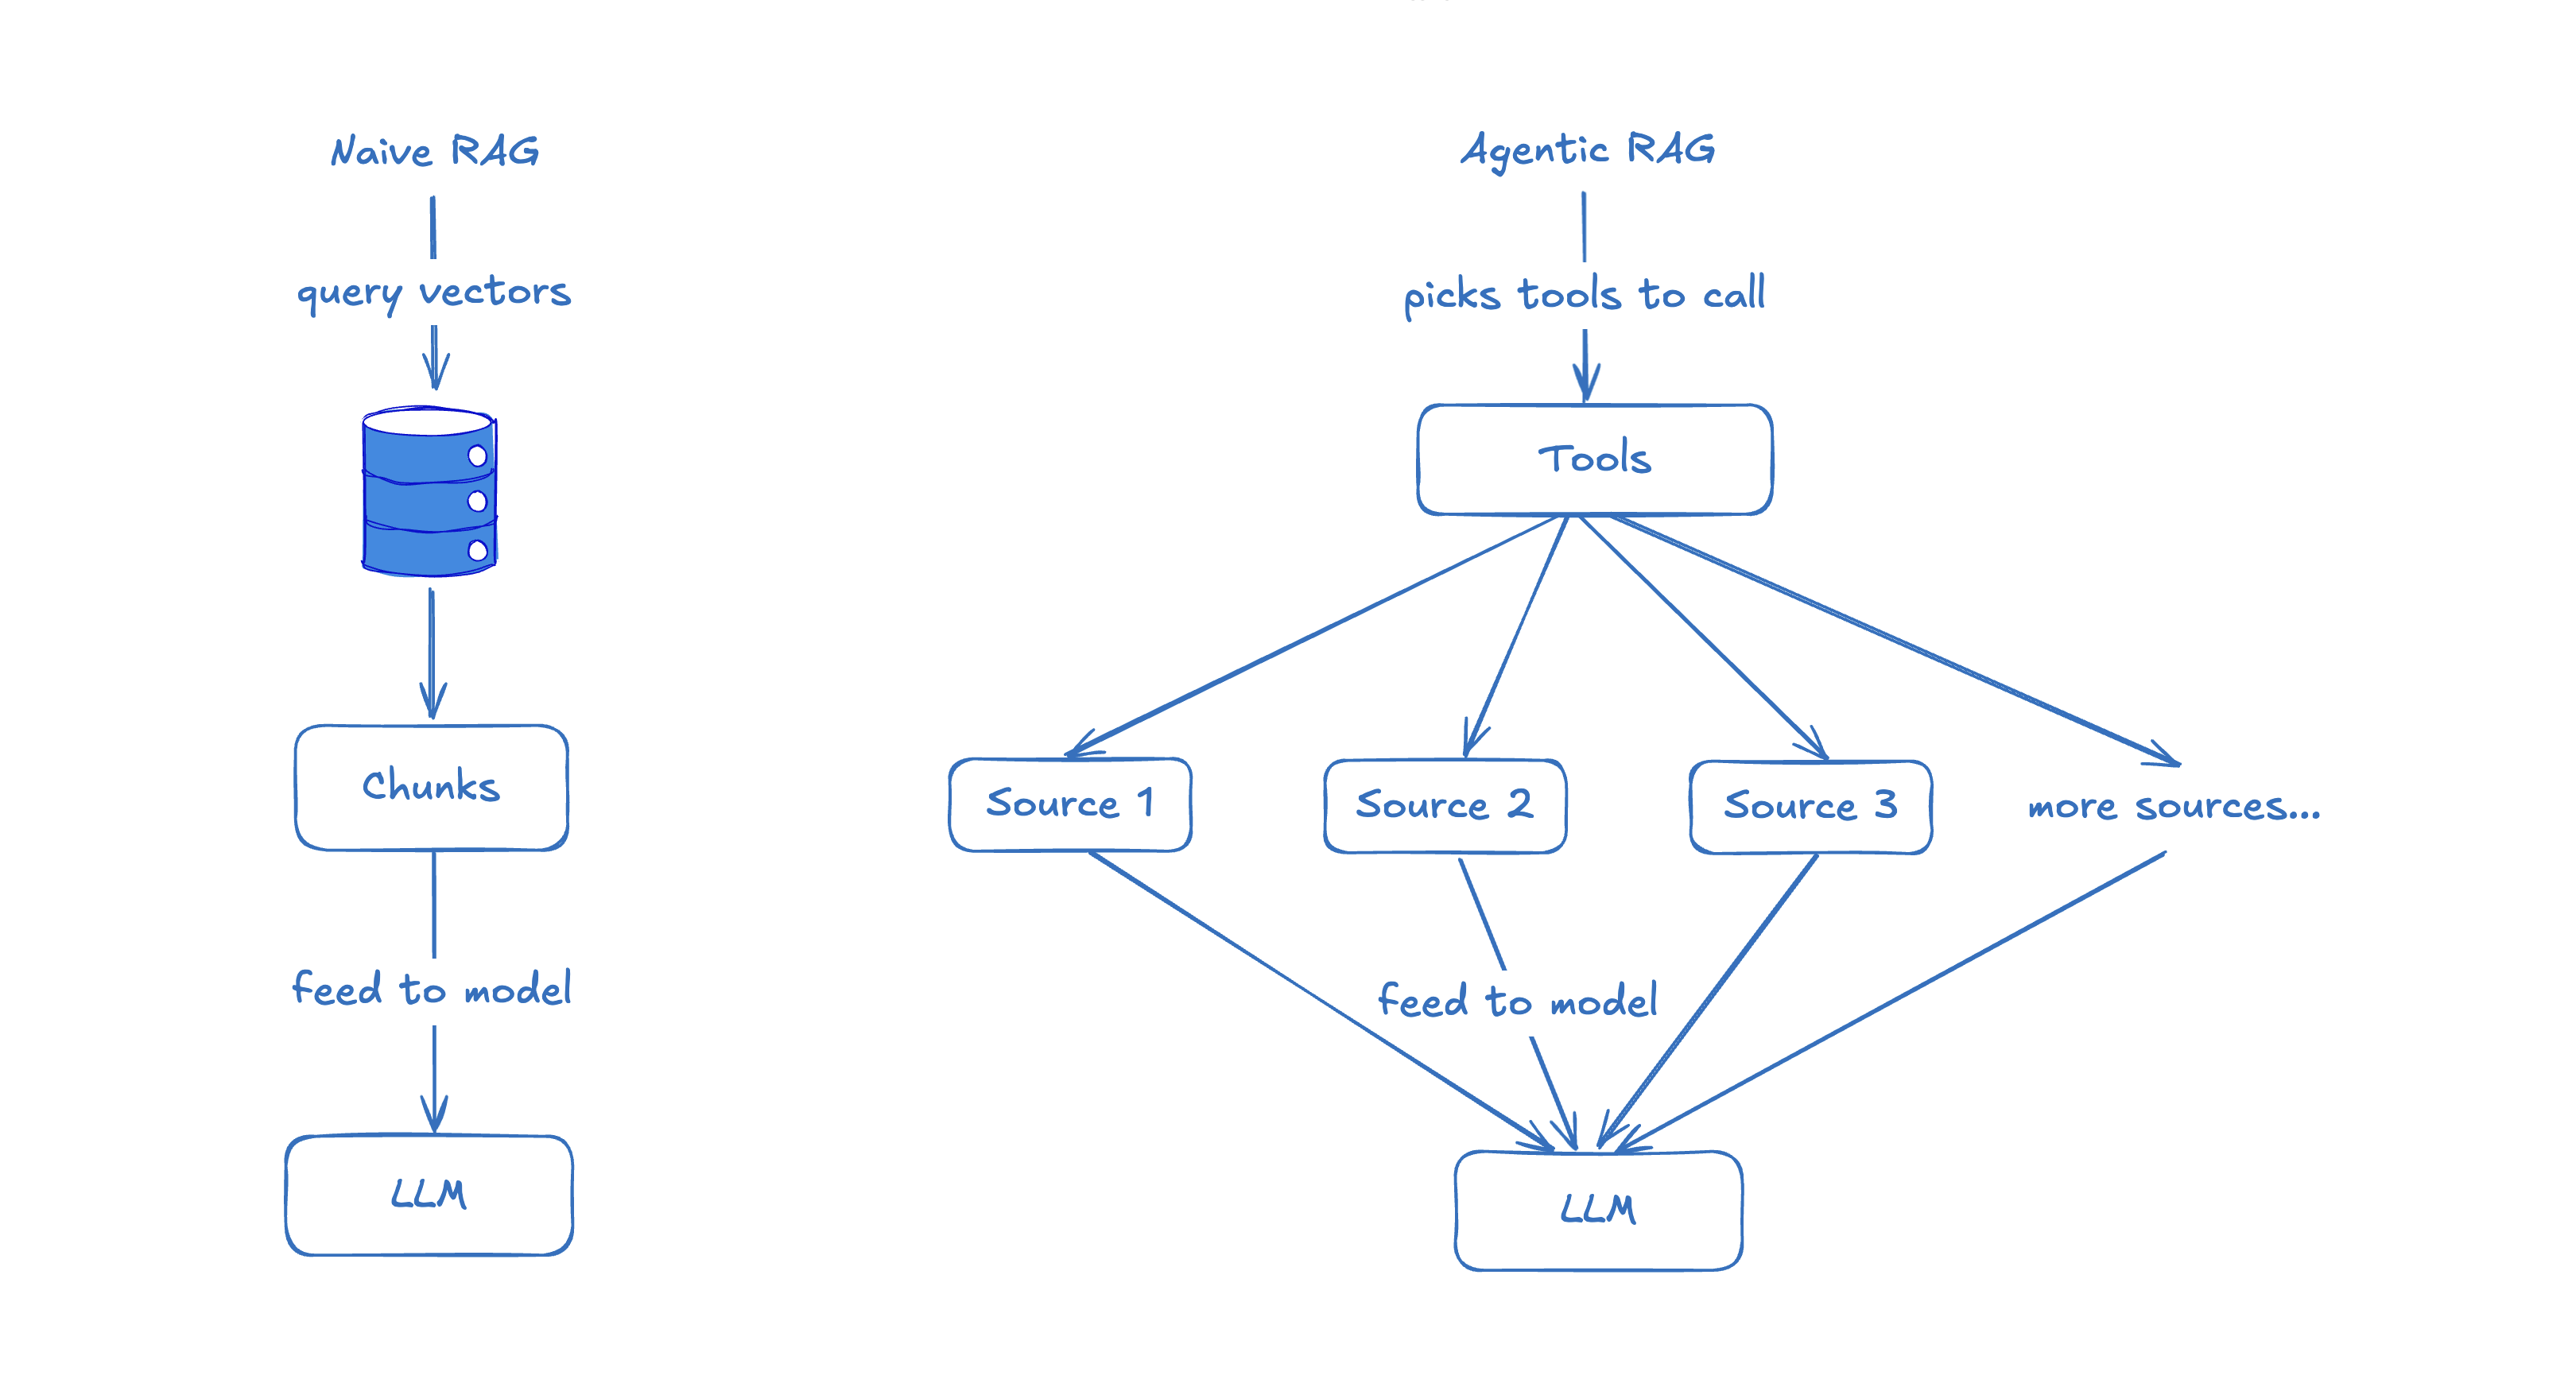 Naive RAG
query vectors
Chunks
feed to model
LLM
Agentic RAG
picks tools to call
Tools
Source 1
Source 2
Source 3
more sources...
feed to model
LLM